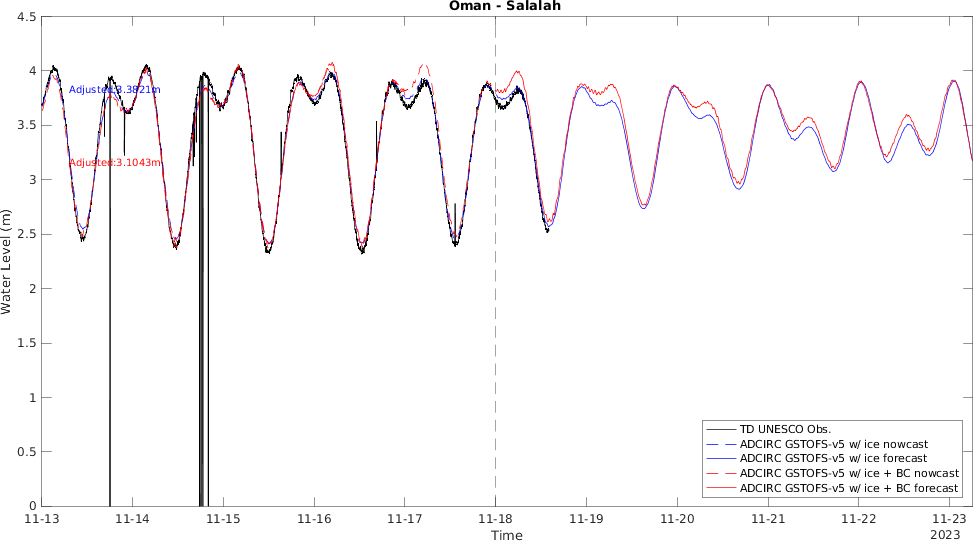 Oman - Salalah
4.5
4
3.5
3
2.5
2
1.5
1
0.5
0
Water Level (m)
Adjusted:3.3821m
Adjusted:3.1043m
TD UNESCO Obs.
ADCIRC GSTOFS-v5 w/ ice nowcast
ADCIRC GSTOFS-v5 w/ ice forecast
ADCIRC GSTOFS-v5 w/ ice + BC nowcast
ADCIRC GSTOFS-v5 w/ ice + BC forecast
11-13 11-14 11-15 11-16 11-17 11-18 11-19 11-20 11-21 11-22 11-23
Time
2023